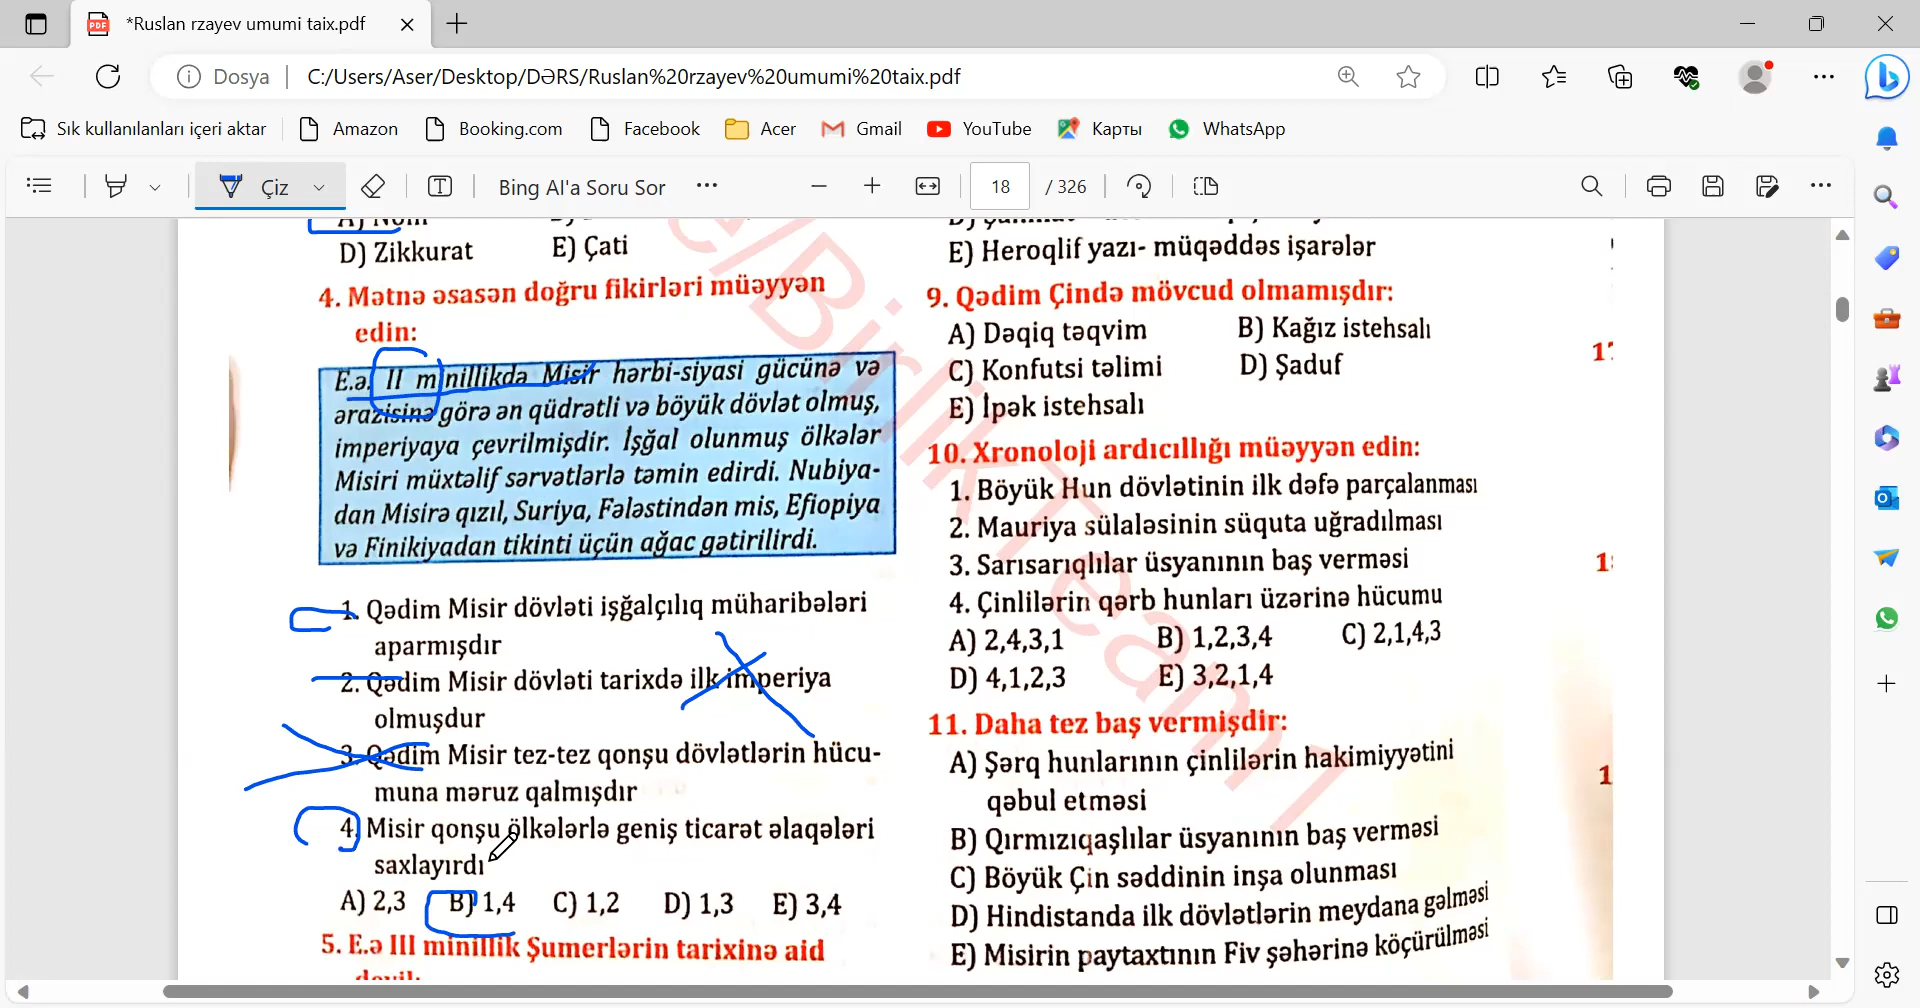 *Ruslan rzayev umumi taix.pdf
Dosya
C:/Users/Aser/Desktop/DƏRS/Ruslan%20rzayev%20umumi%20taix.pdf
Sık kullanılanları içeri aktar
Amazon
Booking.com
Facebook
Acer
Gmail
YouTube
Карты
WhatsApp
Çiz
Bing AI'a Soru Sor
18 / 326
A) Nom
D) Zikkurat E) Çati
4. Mətnə əsasən doğru fikirləri müəyyən
edin:
E.ə. II minillikdə Misir hərbi-siyasi gücünə və
ərazisinə görə ən qüdrətli və böyük dövlət olmuş,
imperiyaya çevrilmişdir. İşğal olunmuş ölkələr
Misiri müxtəlif sərvətlərlə təmin edirdi. Nubiya-
dan Misirə qızıl, Suriya, Fələstindən mis, Efiopiya
və Finikiyadan tikinti üçün ağac gətirilirdi.
1. Qədim Misir dövləti işğalçılıq müharibələri
aparmışdır
2. Qədim Misir dövləti tarixdə ilk imperiya
olmuşdur
3. Qədim Misir tez-tez qonşu dövlətlərin hücu-
muna məruz qalmışdır
4. Misir qonşu ölkələrlə geniş ticarət əlaqələri
saxlayırdı
A) 2,3 B) 1,4 C) 1,2 D) 1,3 E) 3,4
5. E.ə III minillik Şumerlərin tarixinə aid
deyil:
E) Heroqlif yazı- müqəddəs işarələr
9. Qədim Çində mövcud olmamışdır:
A) Dəqiq təqvim B) Kağız istehsalı
C) Konfutsi təlimi D) Şaduf
E) İpək istehsalı
10. Xronoloji ardıcıllığı müəyyən edin:
1. Böyük Hun dövlətinin ilk dəfə parçalanması
2. Mauriya sülaləsinin süquta uğradılması
3. Sarısarıqlılar üsyanının baş verməsi
4. Çinlilərin qərb hunları üzərinə hücumu
A) 2,4,3,1 B) 1,2,3,4 C) 2,1,4,3
D) 4,1,2,3 E) 3,2,1,4
11. Daha tez baş vermişdir:
A) Şərq hunlarının çinlilərin hakimiyyətini
qəbul etməsi
B) Qırmızıqaşlılar üsyanının baş verməsi
C) Böyük Çin səddinin inşa olunması
D) Hindistanda ilk dövlətlərin meydana gəlməsi
E) Misirin paytaxtının Fiv şəhərinə köçürülməsi
e/BirlikTeam1